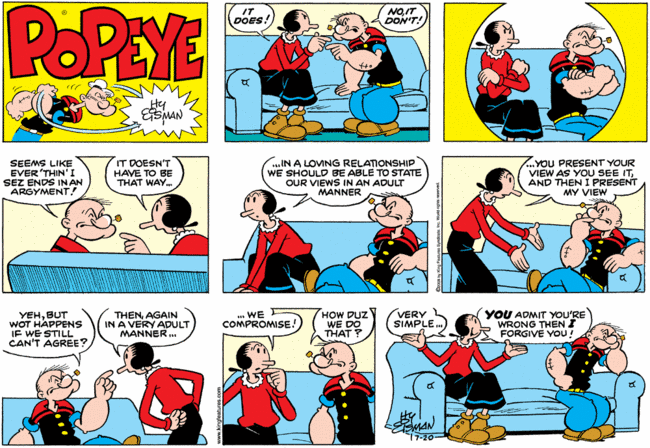 POPEYE
®
Hy
EISMAN
IT
DOES!
NO, IT
DON'T!
SEEMS LIKE
EVER'THIN' I
SEZ ENDS IN AN
ARGYMENT!
IT DOESN'T
HAVE TO BE
THAT WAY...
...IN A LOVING RELATIONSHIP
WE SHOULD BE ABLE TO STATE
OUR VIEWS IN AN ADULT
MANNER
...YOU PRESENT YOUR
VIEW AS YOU SEE IT,
AND THEN I PRESENT
MY VIEW
YEH, BUT
WOT HAPPENS
IF WE STILL
CAN'T AGREE?
THEN, AGAIN
IN A VERY ADULT
MANNER...
...WE
COMPROMISE!
HOW DUZ
WE DO
THAT?
www.kingfeatures.com
VERY
SIMPLE...
YOU ADMIT YOU'RE
WRONG THEN I
FORGIVE YOU!
Hy
EISMAN
7-20